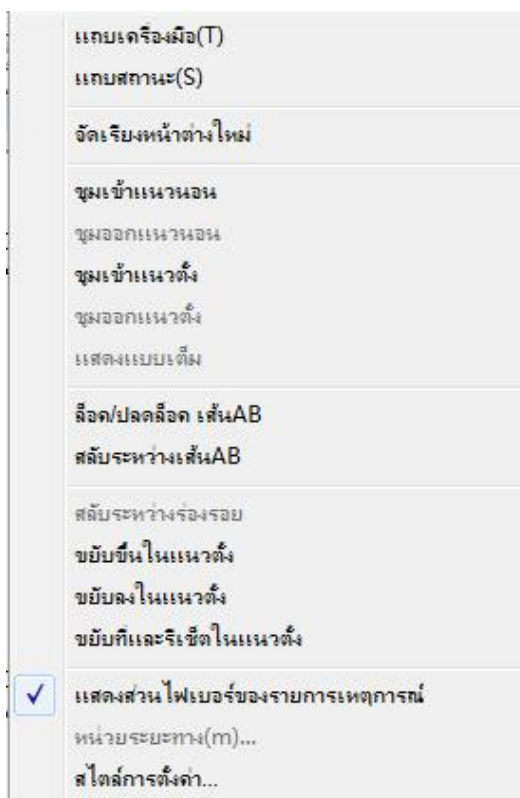 แถบเครื่องมือ(T)
แถบสถานะ(S)
จัดเรียงหน้าต่างใหม่
ซูมเข้าแนวนอน
ซูมออกแนวนอน
ซูมเข้าแนวตั้ง
ซูมออกแนวตั้ง
แสดงแบบเต็ม
ล็อค/ปลดล็อค เส้นAB
สลับระหว่างเส้นAB
สลับระหว่างร่องรอย
ขยับขึ้นในแนวตั้ง
ขยับลงในแนวตั้ง
ขยับทีและรีเซ็ตในแนวตั้ง
แสดงส่วนไฟเบอร์ของรายการเหตุการณ์
หน่วยระยะทาง(m)...
สไตล์การตั้งค่า...